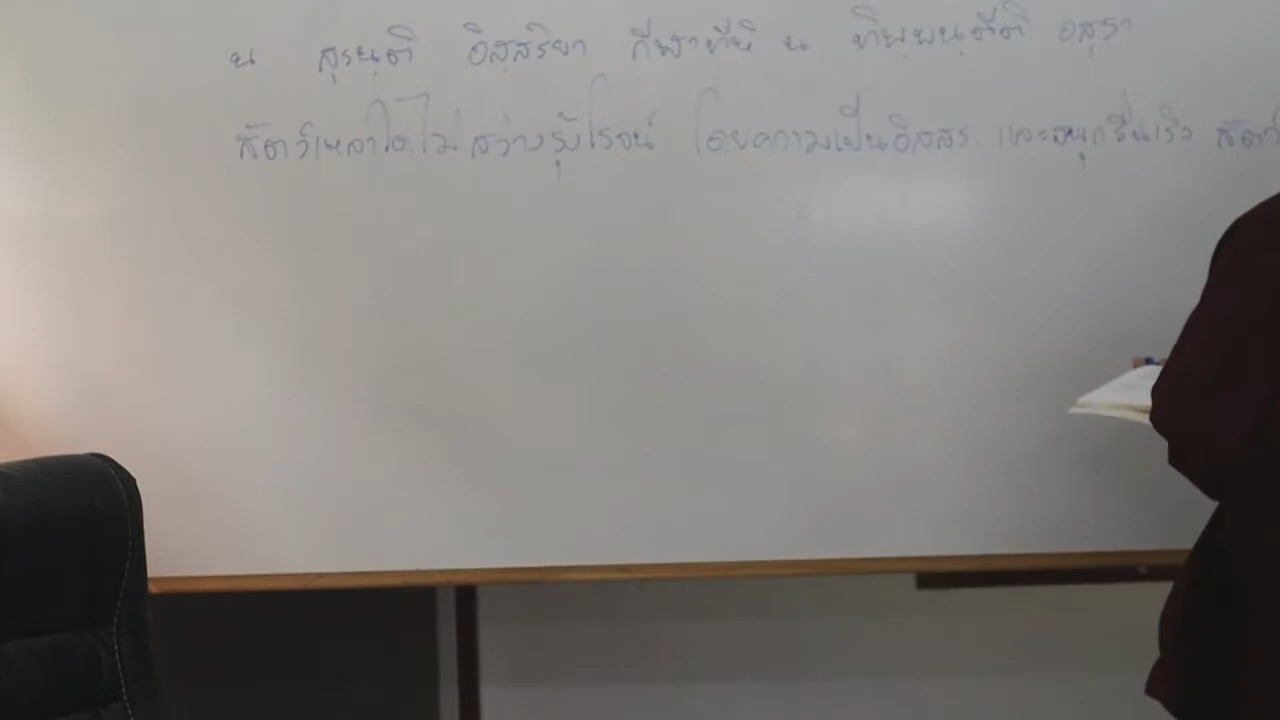 น สุรนฺติ อิสฺสริยา กีฬาทีหิ น ทิพฺพนฺตีติ อสุรา
สัตว์เหล่าใดไม่ สว่างรุ้งโรจน์ โดยความเป็นอิสสร และสนุกรื่นเริง สัตว์